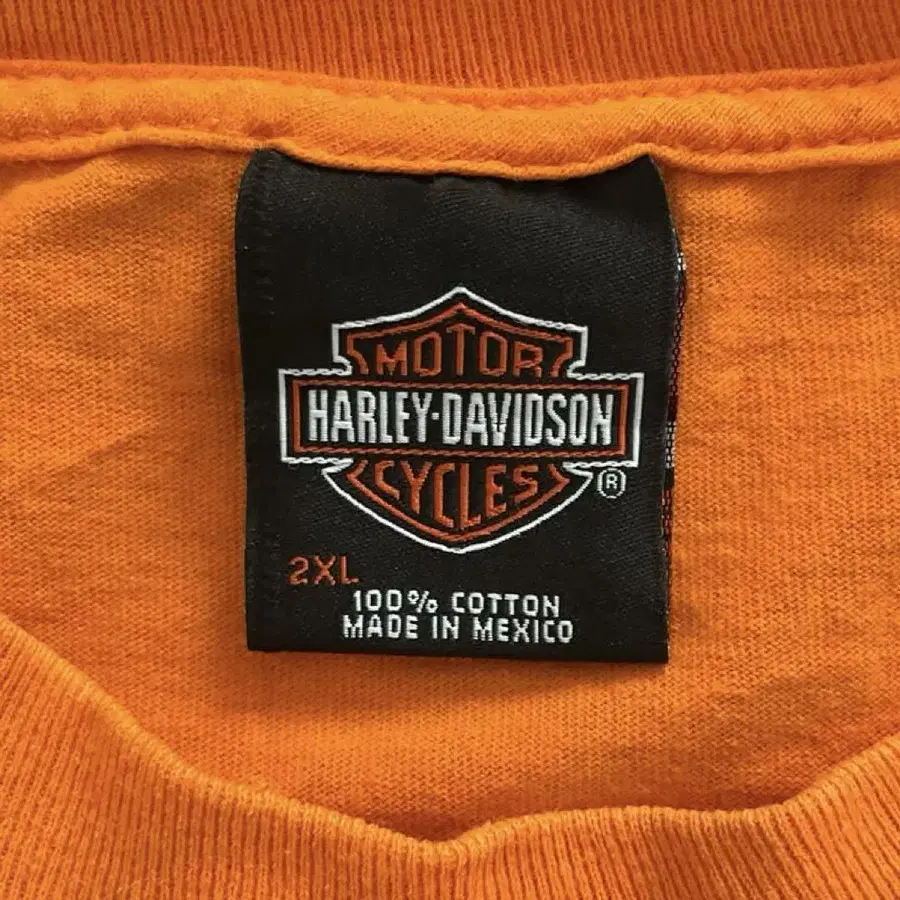 MOTOR
HARLEY-DAVIDSON
CYCLES
®
2XL
100% COTTON
MADE IN MEXICO